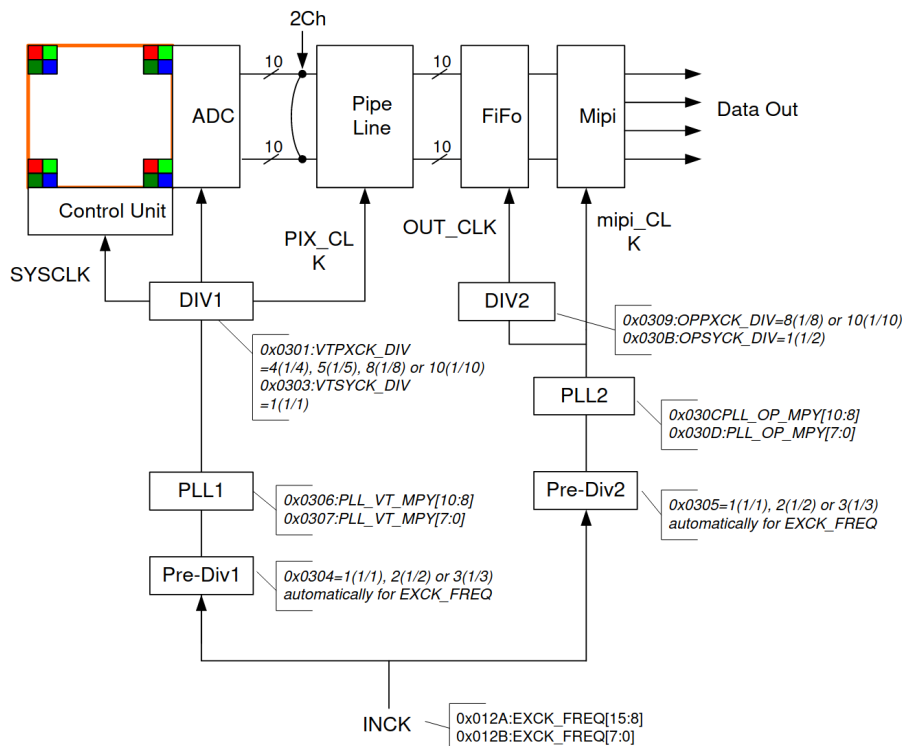 2Ch
10
10
ADC
Pipe
Line
FiFo
Mipi
Data Out
10
10
Control Unit
SYSCLK
PIX_CL
K
OUT_CLK
mipi_CL
K
DIV1
DIV2
0x0301:VTPXCK_DIV
=4(1/4), 5(1/5), 8(1/8) or 10(1/10)
0x0303:VTSYCK_DIV
=1(1/1)
0x0309:OPPXCK_DIV=8(1/8) or 10(1/10)
0x030B:OPSYCK_DIV=1(1/2)
PLL2
0x030CPLL_OP_MPY[10:8]
0x030D:PLL_OP_MPY[7:0]
PLL1
0x0306:PLL_VT_MPY[10:8]
0x0307:PLL_VT_MPY[7:0]
Pre-Div2
0x0305=1(1/1), 2(1/2) or 3(1/3)
automatically for EXCK_FREQ
Pre-Div1
0x0304=1(1/1), 2(1/2) or 3(1/3)
automatically for EXCK_FREQ
INCK
0x012A:EXCK_FREQ[15:8]
0x012B:EXCK_FREQ[7:0]